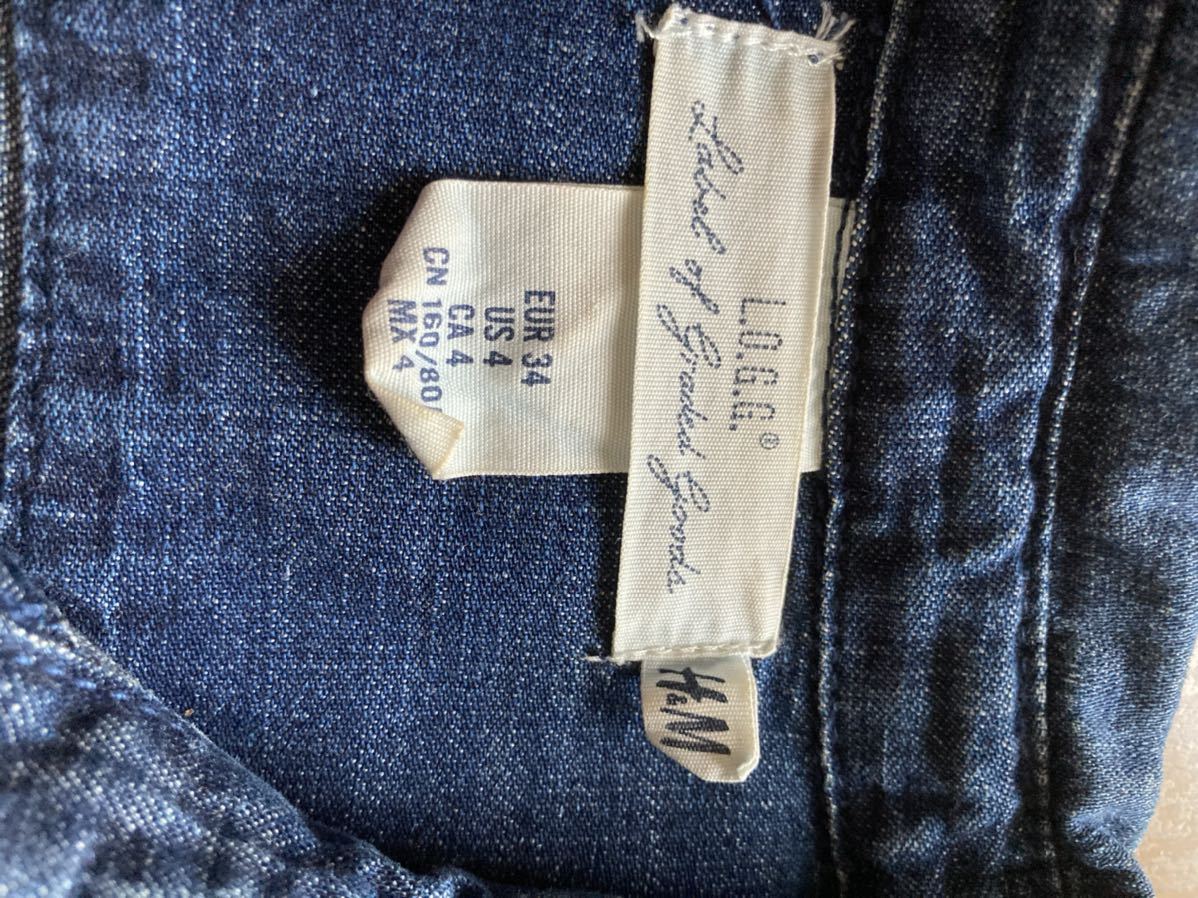 L.O.G.G.®
Label of Graded Goods
H&M
EUR 34
US 4
CA 4
CN 160/80
MX 4